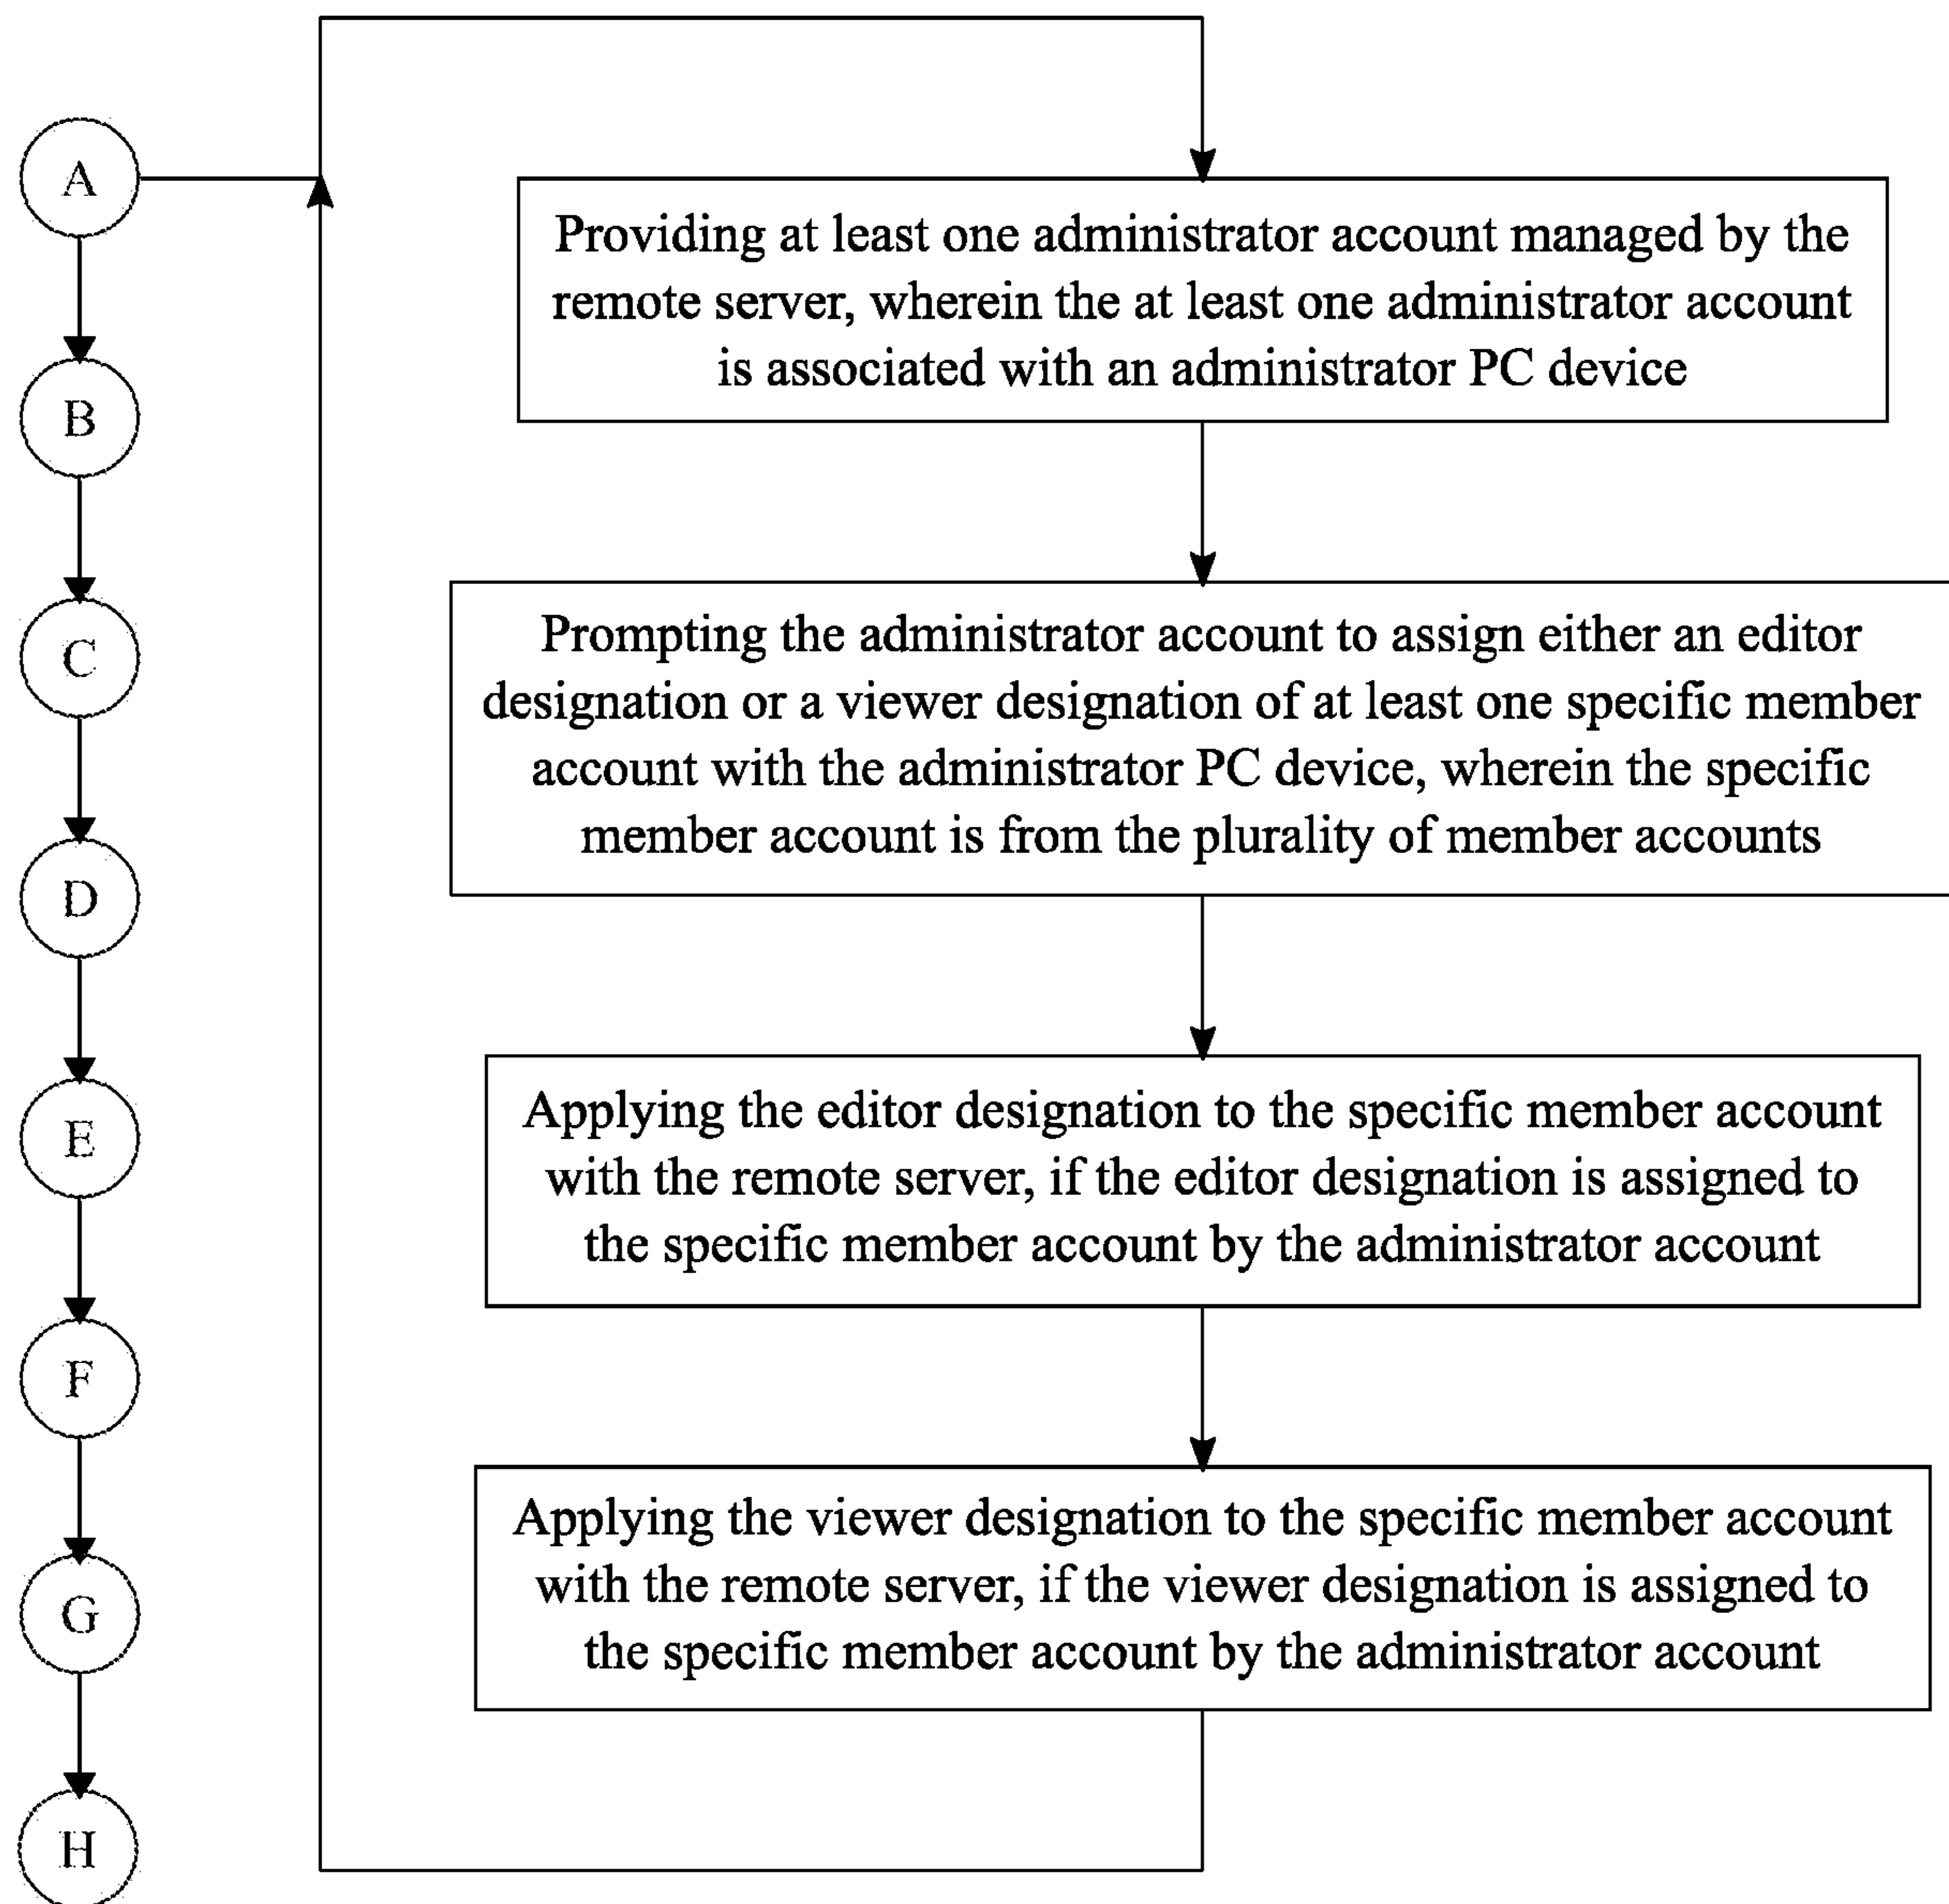 A
B
C
D
E
F
G
H
Providing at least one administrator account managed by the
remote server, wherein the at least one administrator account
is associated with an administrator PC device
Prompting the administrator account to assign either an editor
designation or a viewer designation of at least one specific member
account with the administrator PC device, wherein the specific
member account is from the plurality of member accounts
Applying the editor designation to the specific member account
with the remote server, if the editor designation is assigned to
the specific member account by the administrator account
Applying the viewer designation to the specific member account
with the remote server, if the viewer designation is assigned to
the specific member account by the administrator account